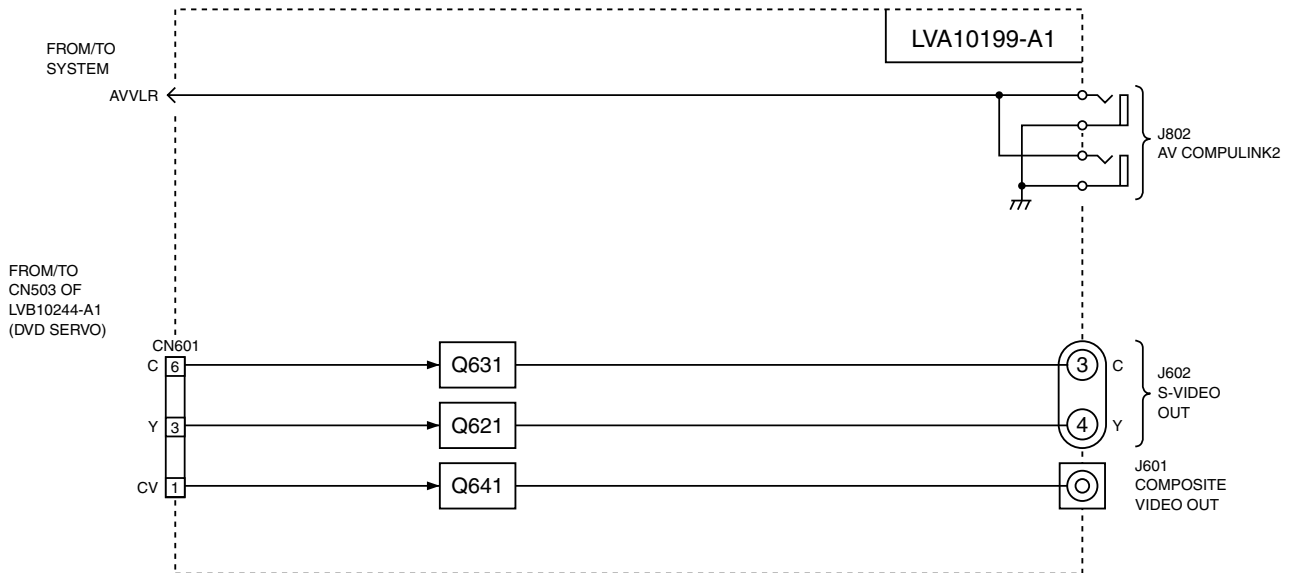 LVA10199-A1
FROM/TO
SYSTEM
AVVLR
J802
AV COMPULINK2
FROM/TO
CN503 OF
LVB10244-A1
(DVD SERVO)
CN601
C 6 Q631 3 C
J602
S-VIDEO
OUT
Y 3 Q621 4 Y
CV 1 Q641
J601
COMPOSITE
VIDEO OUT